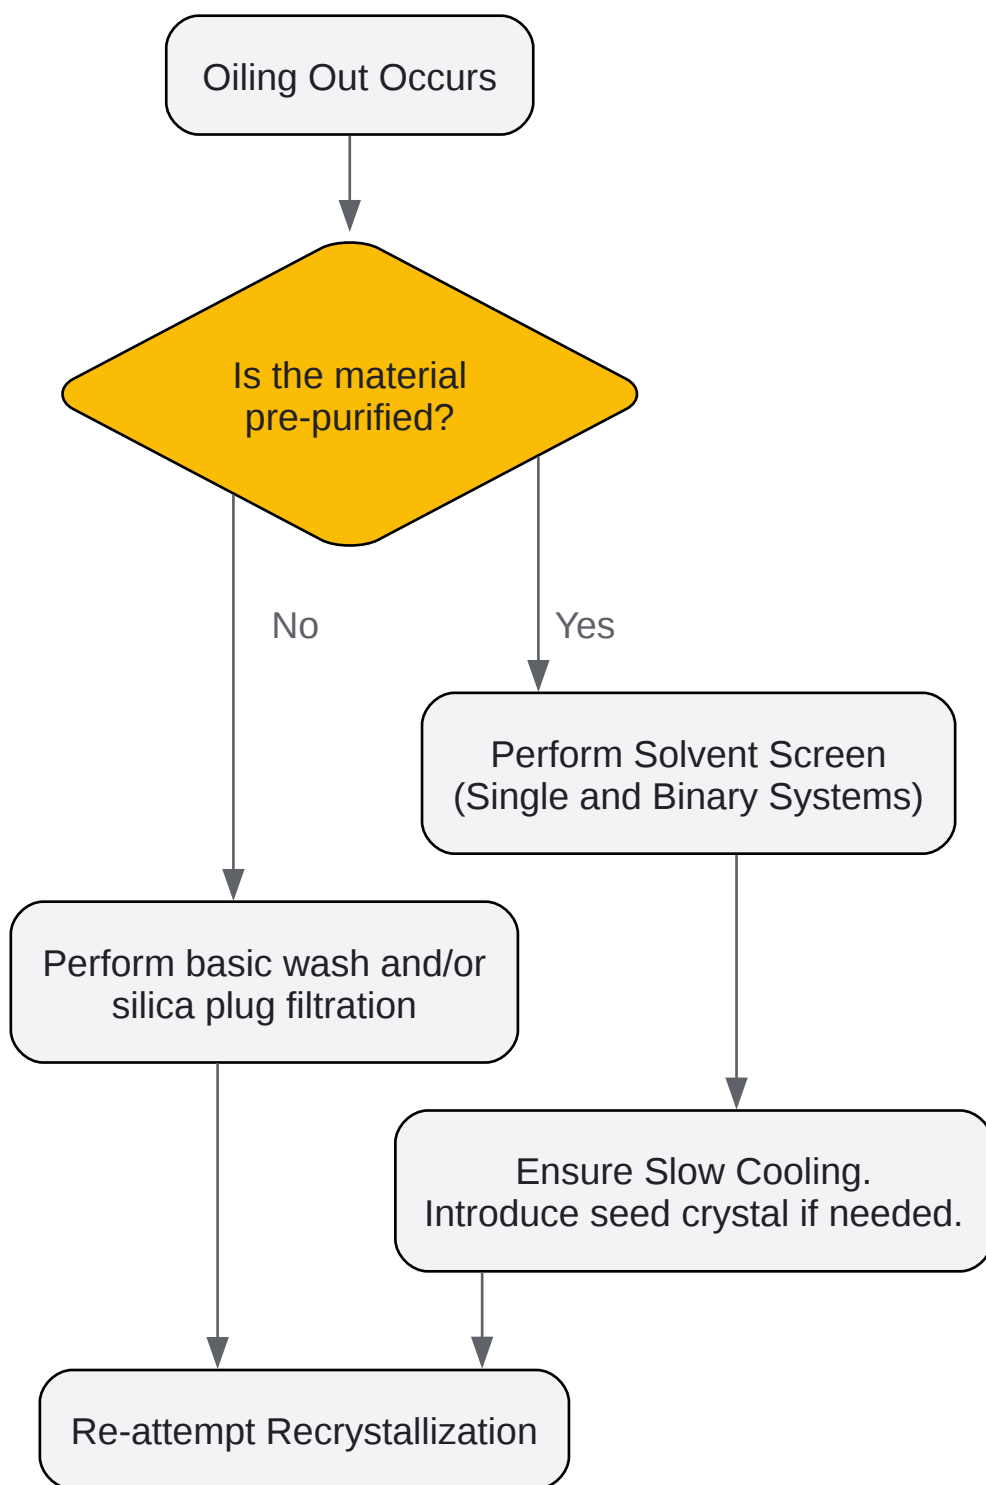 Oiling Out Occurs
Is the material
pre-purified?
No
Yes
Perform Solvent Screen
(Single and Binary Systems)
Perform basic wash and/or
silica plug filtration
Ensure Slow Cooling.
Introduce seed crystal if needed.
Re-attempt Recrystallization